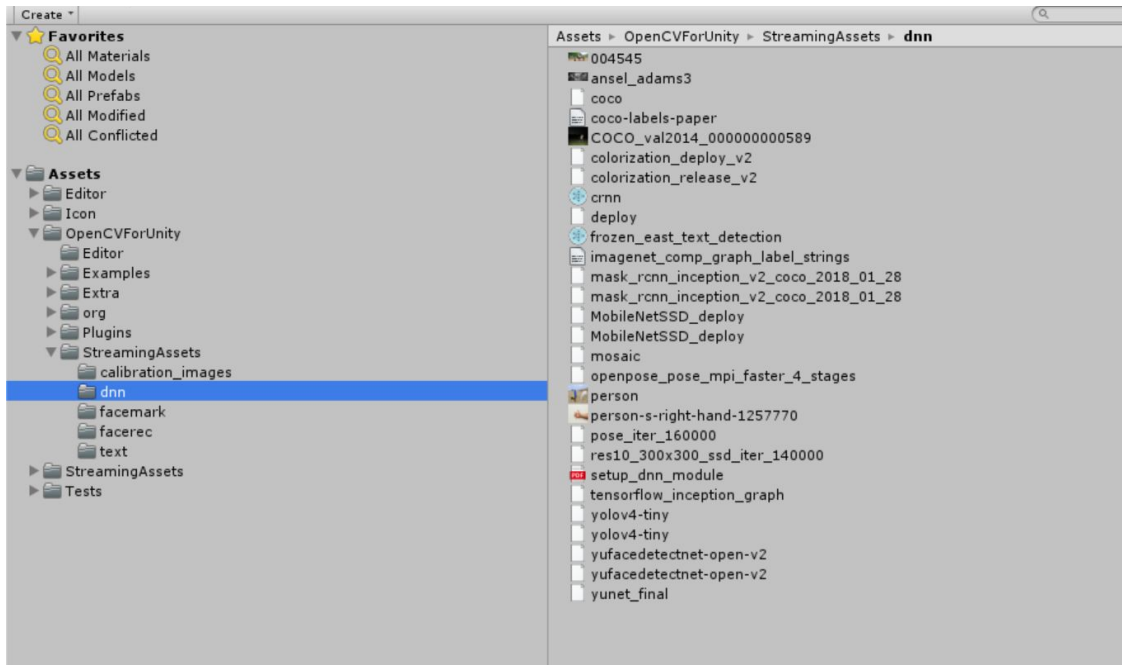 Create
Favorites
All Materials
All Models
All Prefabs
All Modified
All Conflicted
Assets
Editor
Icon
OpenCVForUnity
Editor
Examples
Extra
org
Plugins
StreamingAssets
calibration_images
dnn
facemark
facerec
text
StreamingAssets
Tests
Assets ▸ OpenCVForUnity ▸ StreamingAssets ▸ dnn
004545
ansel_adams3
coco
coco-labels-paper
COCO_val2014_000000000589
colorization_deploy_v2
colorization_release_v2
crnn
deploy
frozen_east_text_detection
imagenet_comp_graph_label_strings
mask_rcnn_inception_v2_coco_2018_01_28
mask_rcnn_inception_v2_coco_2018_01_28
MobileNetSSD_deploy
MobileNetSSD_deploy
mosaic
openpose_pose_mpi_faster_4_stages
person
person-s-right-hand-1257770
pose_iter_160000
res10_300x300_ssd_iter_140000
PDF setup_dnn_module
tensorflow_inception_graph
yolov4-tiny
yolov4-tiny
yufacedetectnet-open-v2
yufacedetectnet-open-v2
yunet_final